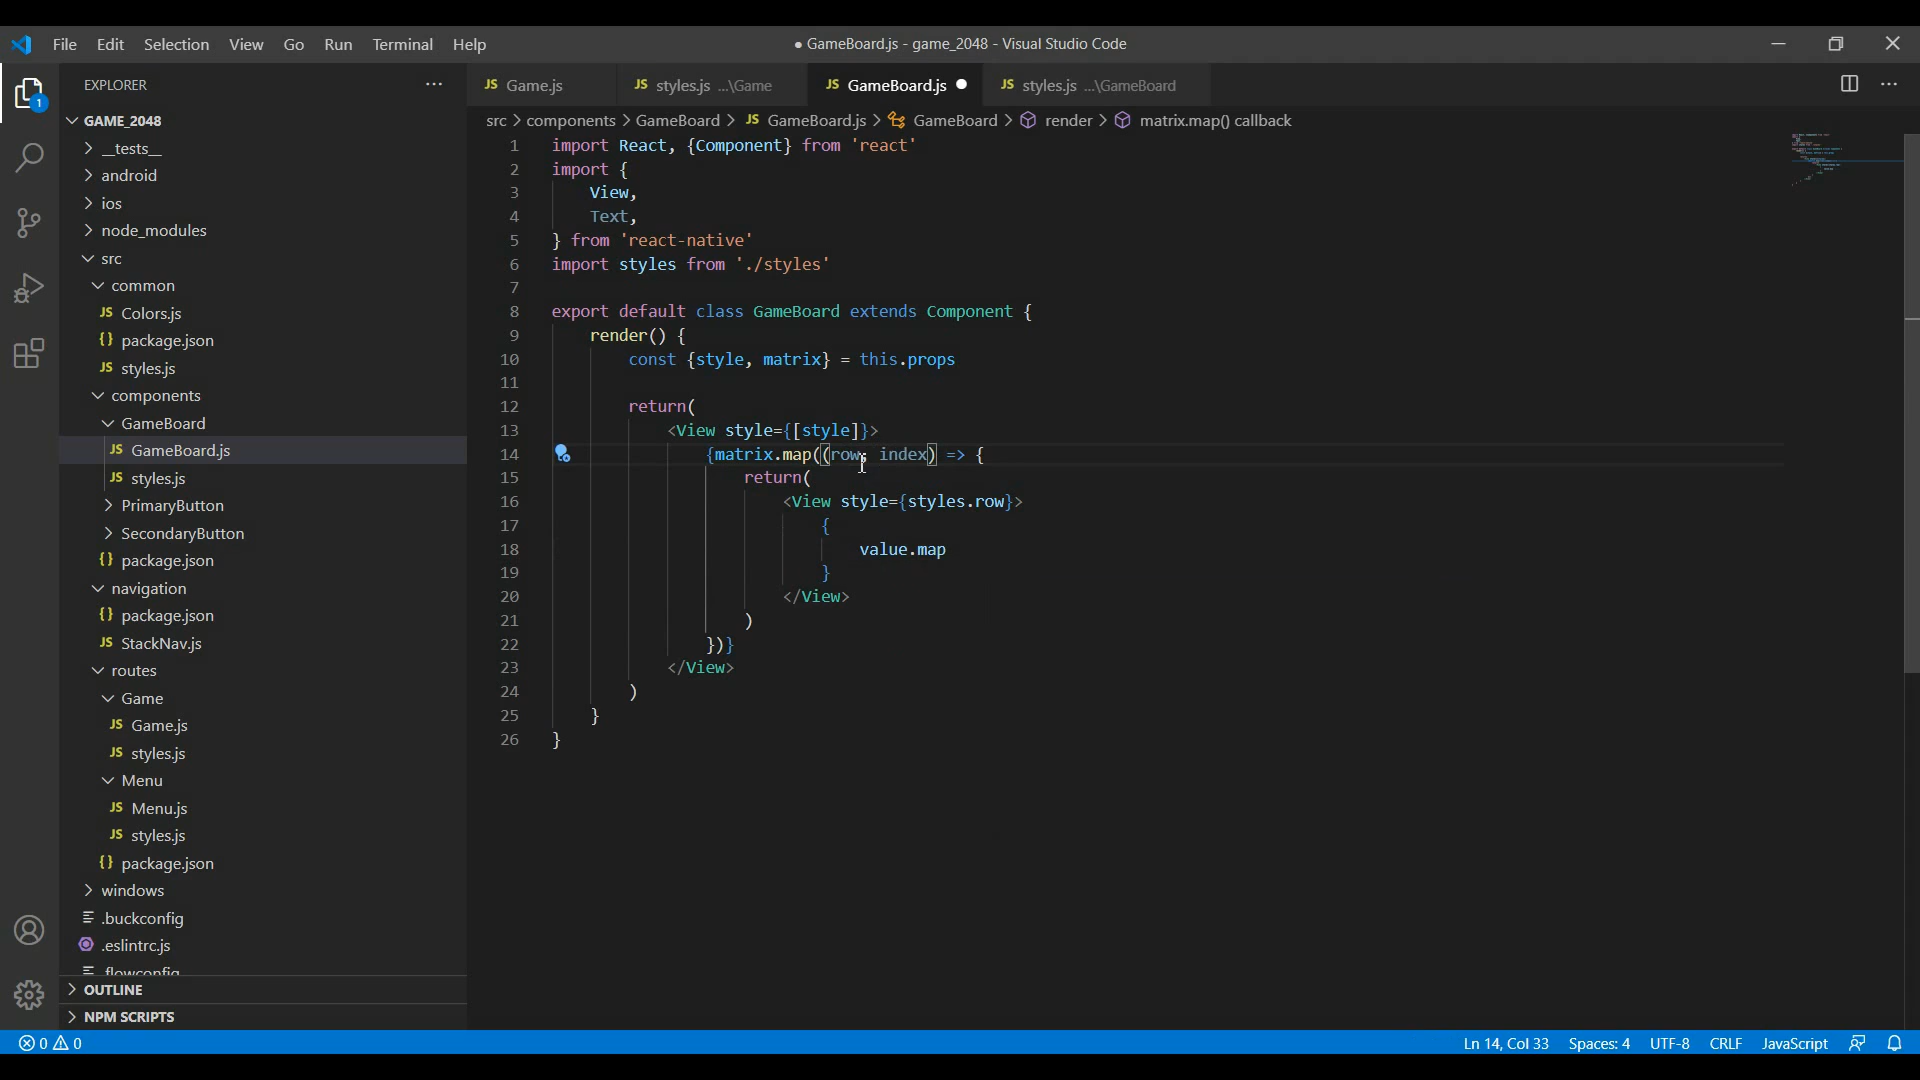 File Edit Selection View Go Run Terminal Help
● GameBoard.js - game_2048 - Visual Studio Code
EXPLORER
Game.js
styles.js ...\Game
GameBoard.js
styles.js ...\GameBoard
src > components > GameBoard > JS GameBoard.js > GameBoard > render > matrix.map() callback
1
GAME_2048
__tests__
android
ios
node_modules
src
common
JS Colors.js
{} package.json
JS styles.js
components
GameBoard
JS GameBoard.js
JS styles.js
PrimaryButton
SecondaryButton
{} package.json
navigation
{} package.json
JS StackNav.js
routes
Game
JS Game.js
JS styles.js
Menu
JS Menu.js
JS styles.js
{} package.json
windows
.buckconfig
.eslintrc.js
.flowconfig
OUTLINE
NPM SCRIPTS
1 import React, {Component} from 'react'
2 import {
3 View,
4 Text,
5 } from 'react-native'
6 import styles from './styles'
7
8 export default class GameBoard extends Component {
9 render() {
10 const {style, matrix} = this.props
11
12 return(
13 <View style={[style]}>
14 {matrix.map((row, index) => {
15 return(
16 <View style={styles.row}>
17 {
18 value.map
19 }
20 </View>
21 )
22 })}
23 </View>
24 )
25 }
26 }
0 0
Ln 14, Col 33 Spaces: 4 UTF-8 CRLF JavaScript